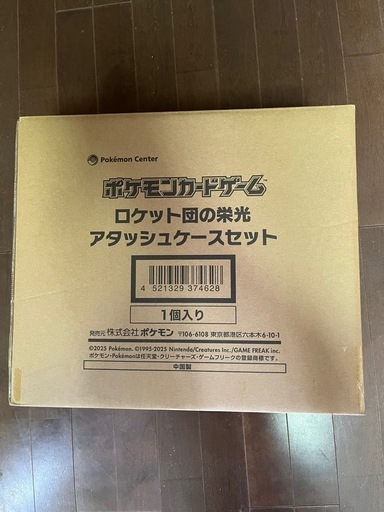 Pokémon Center
ポケモンカードゲーム™
ロケット団の栄光
アタッシュケースセット
4 521329 374628
1個入り
発売元 株式会社ポケモン 〒106-6108 東京都港区六本木6-10-1
©2025 Pokémon. ©1995-2025 Nintendo/Creatures Inc./GAME FREAK inc.
ポケモン・Pokémonは任天堂・クリーチャーズ・ゲームフリークの登録商標です。
中国製